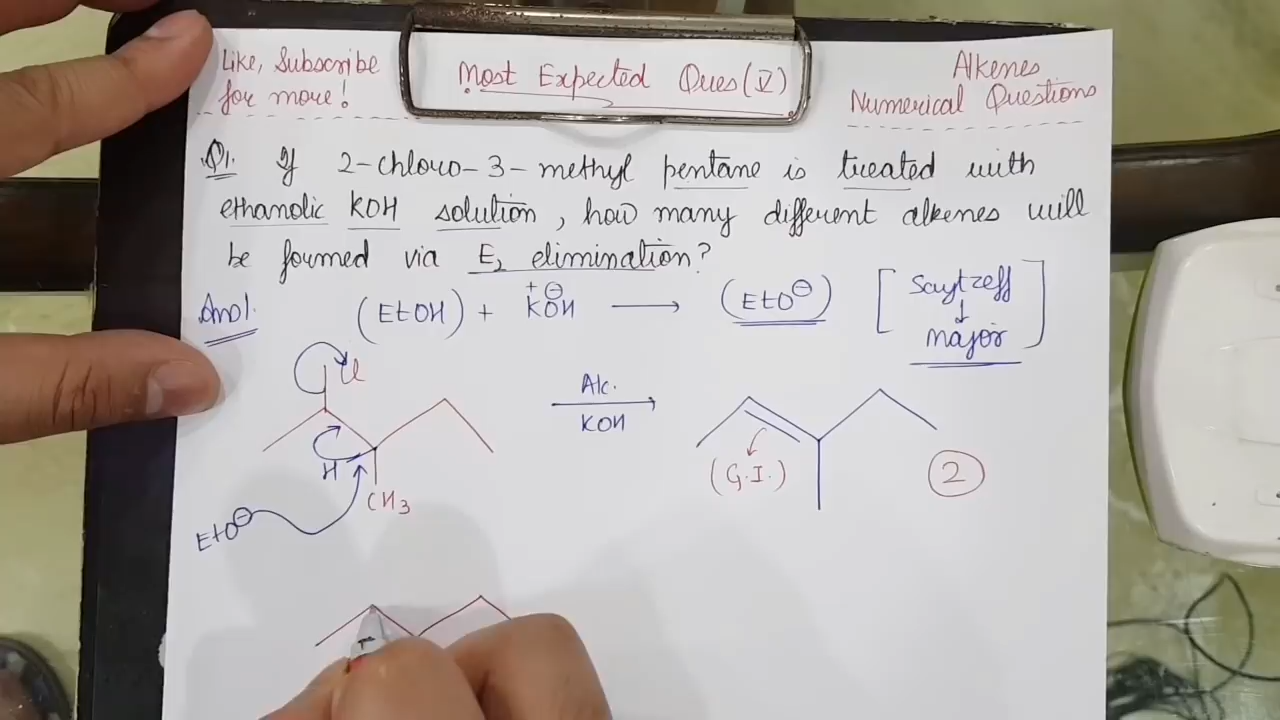 Like, Subscribe
for more!
Most Expected Ques (V)
Alkenes
Numerical Questions
Q1. If 2-chloro-3-methyl pentane is treated with
ethanolic KOH solution, how many different alkenes will
be formed via E2 elimination?
(EtOH) + K⊕OH⊖ → (EtO⊖) [Saytzeff
↓
major]
Cl
Alc.
KOH
H
(G.I.)
2
CH3
EtO⊖